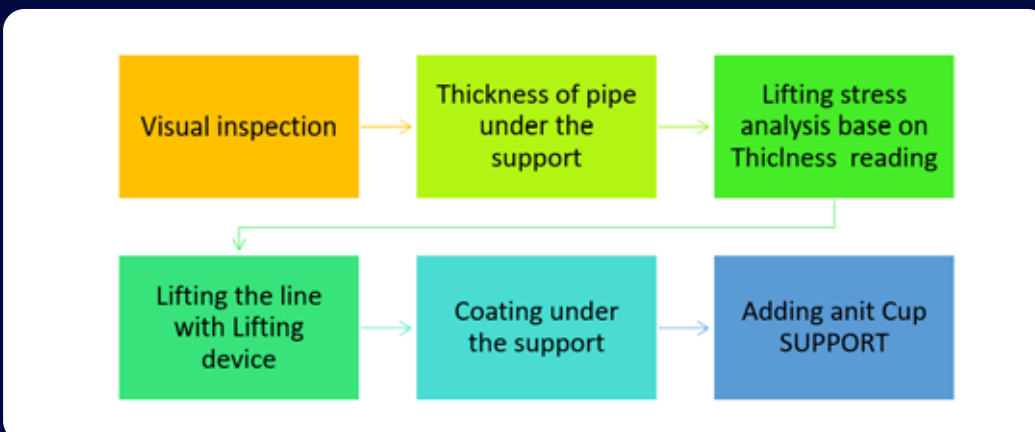 Visual inspection
Thickness of pipe
under the
support
Lifting stress
analysis base on
Thiclness reading
Lifting the line
with Lifting
device
Coating under
the support
Adding anit Cup
SUPPORT